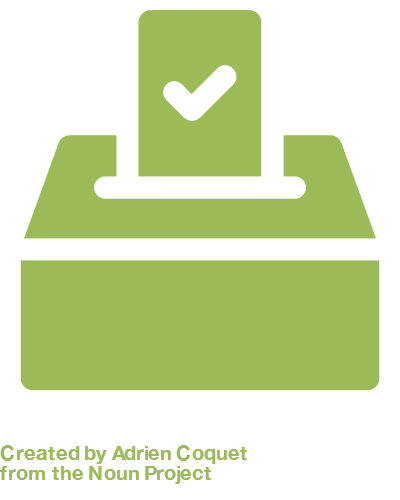 Created by Adrien Coquet
from the Noun Project